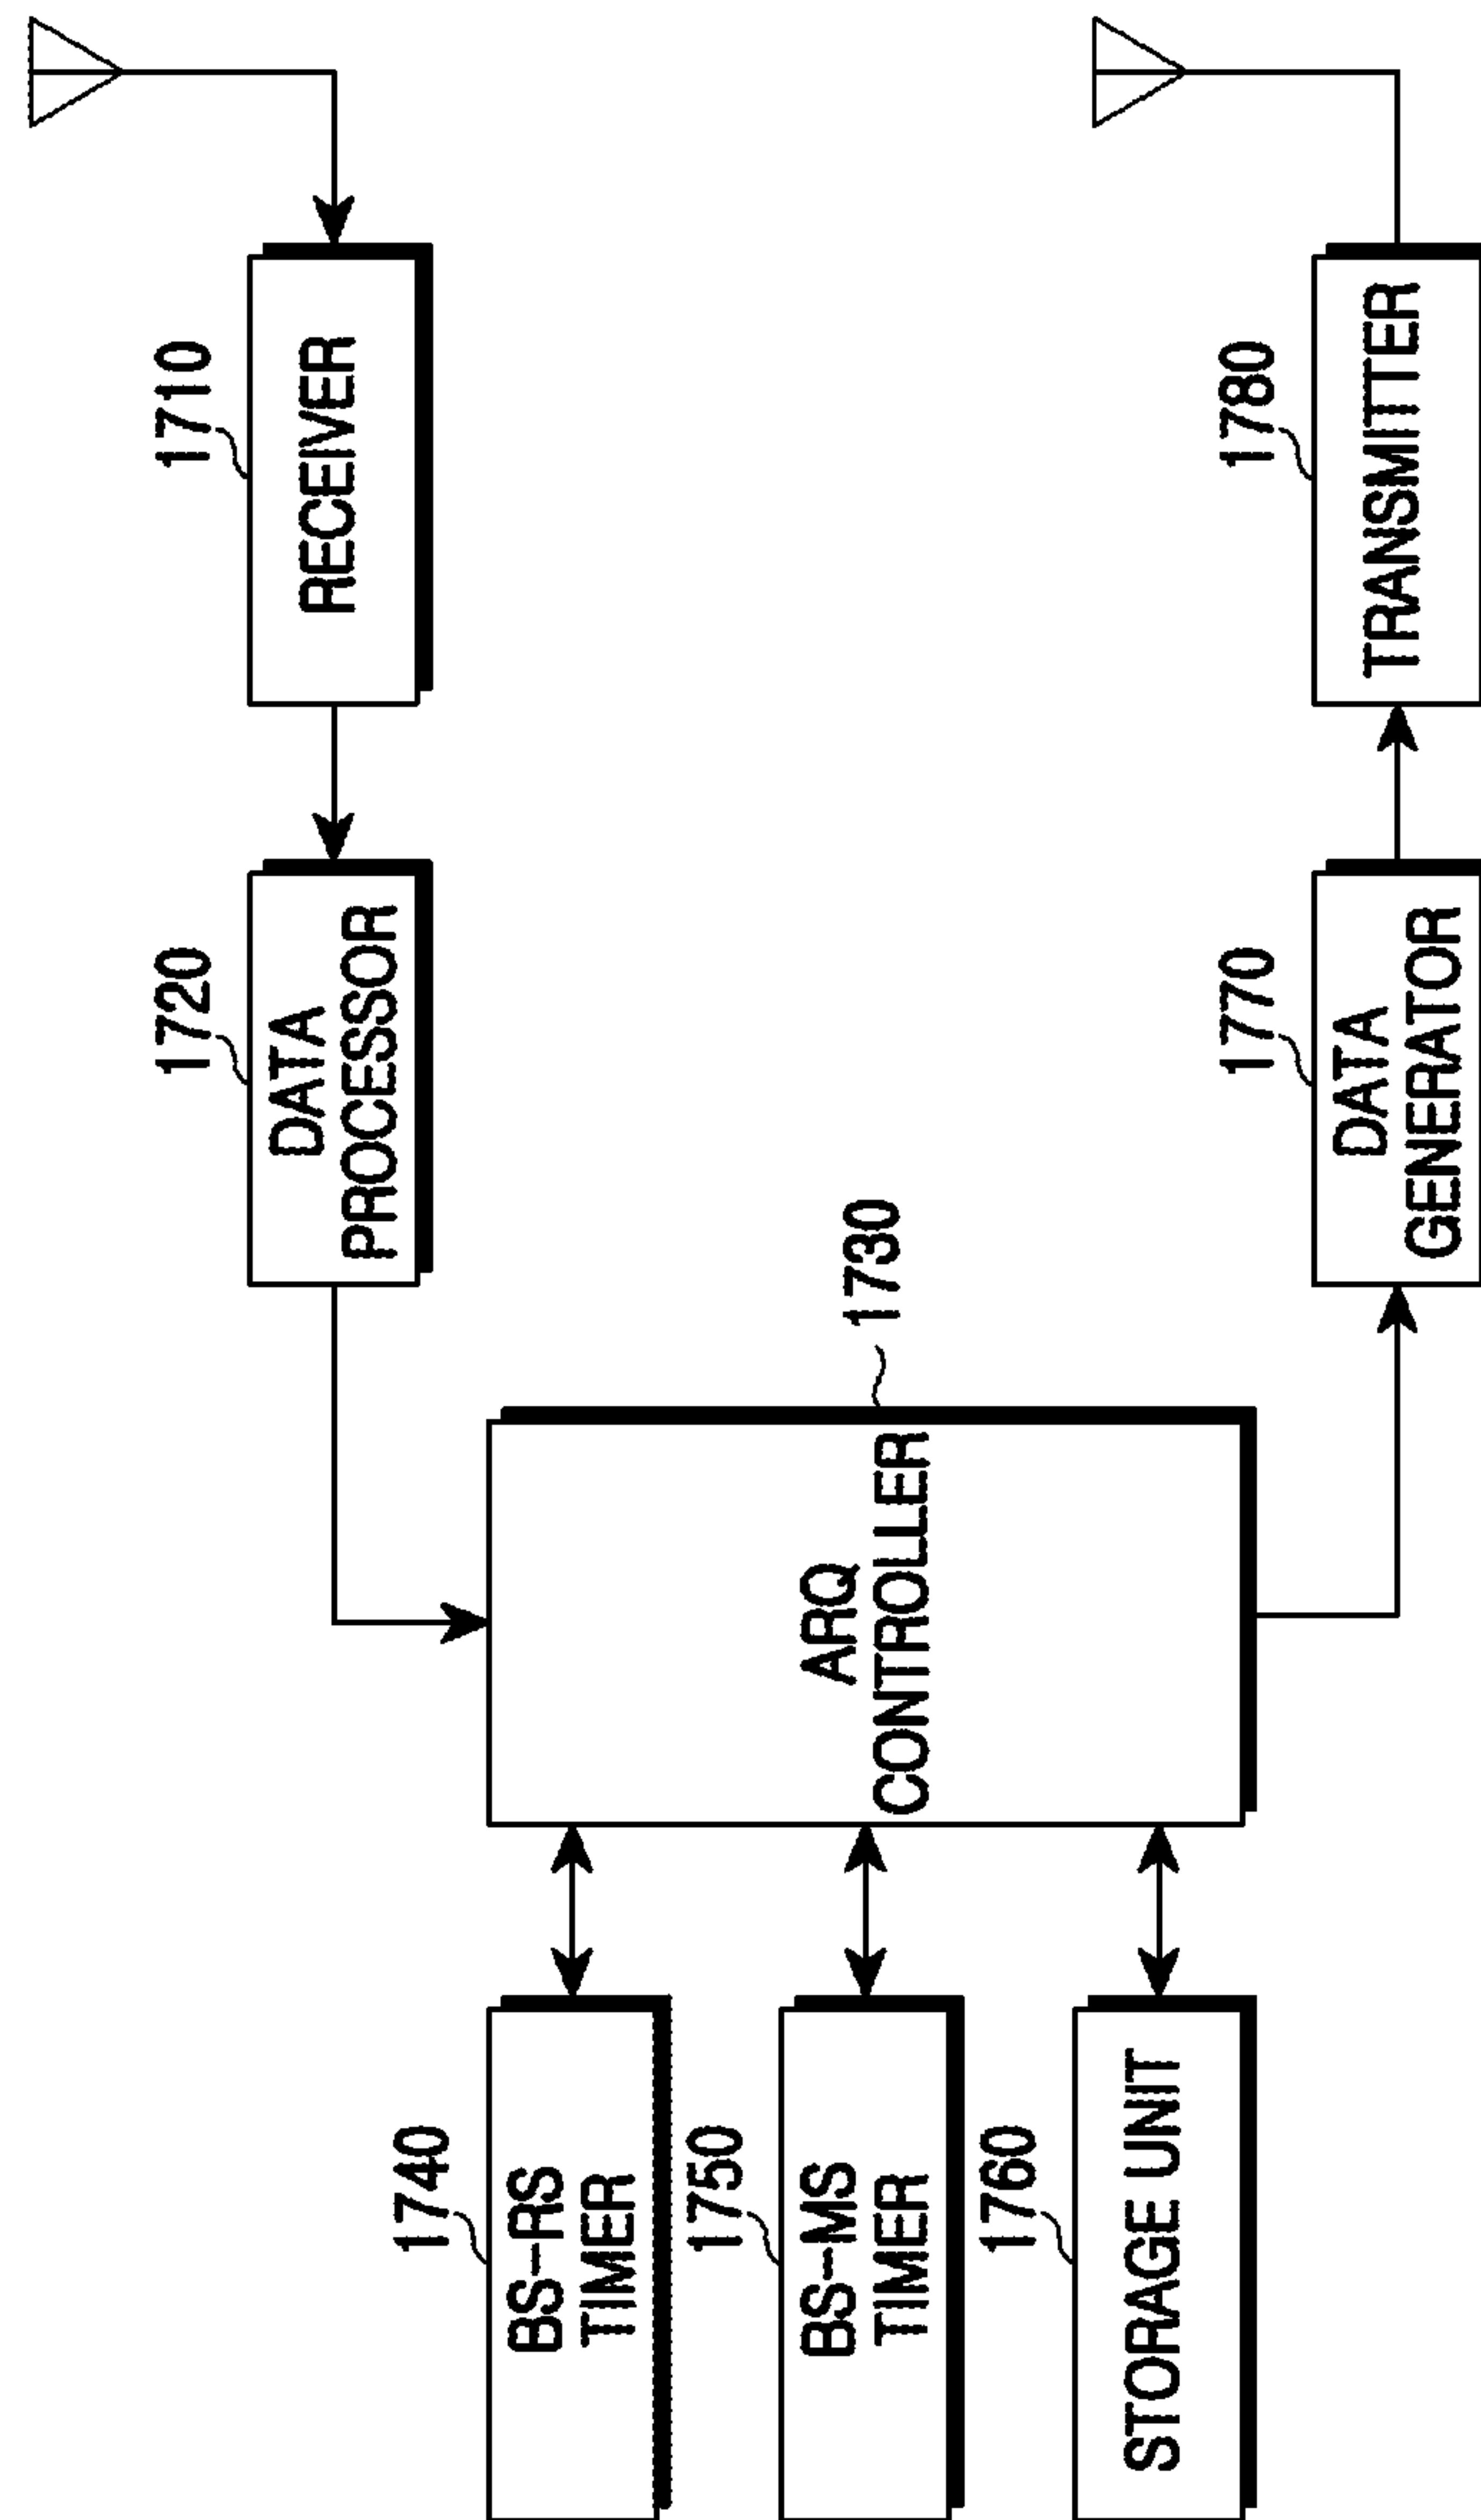 1740
BS-RS
TIMER
1750
BS-MS
TIMER
1760
STORAGE UNIT
1730
ARQ
CONTROLLER
1720
DATA
PROCESSOR
1710
RECEIVER
1770
DATA
GENERATOR
1780
TRANSMITTER